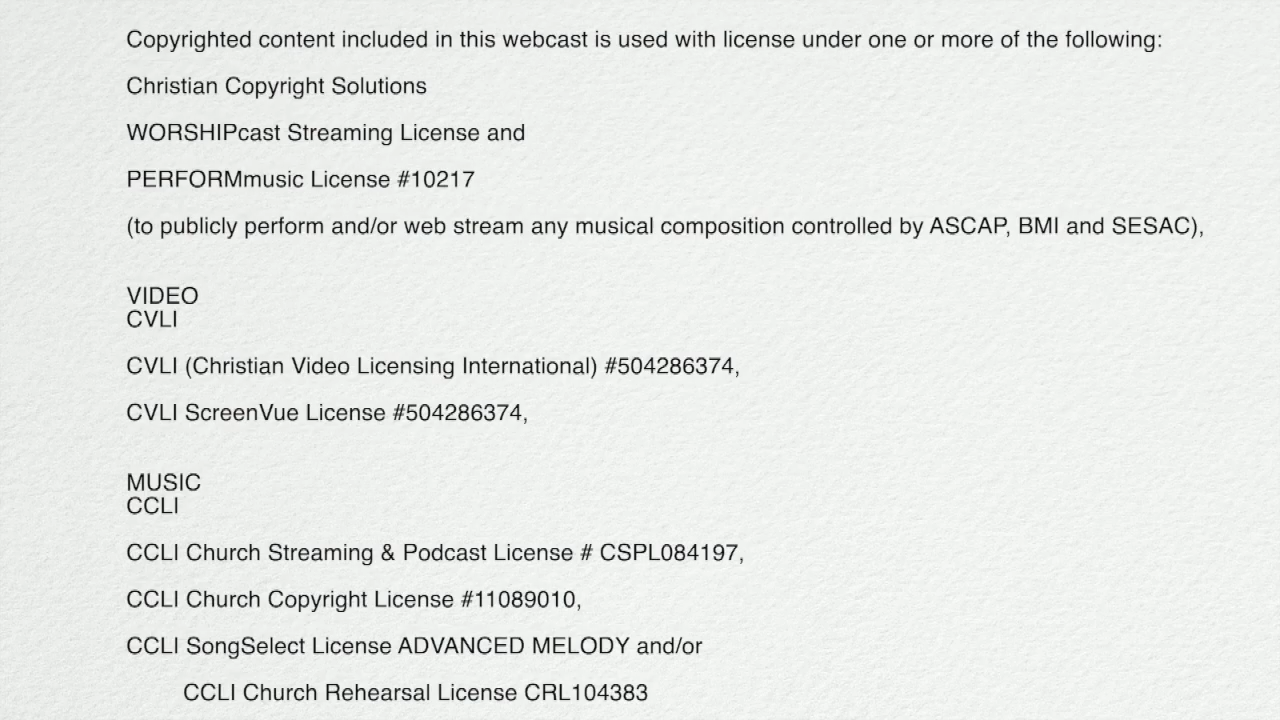 Copyrighted content included in this webcast is used with license under one or more of the following:
Christian Copyright Solutions
WORSHIPcast Streaming License and
PERFORMmusic License #10217
(to publicly perform and/or web stream any musical composition controlled by ASCAP, BMI and SESAC),
VIDEO
CVLI
CVLI (Christian Video Licensing International) #504286374,
CVLI ScreenVue License #504286374,
MUSIC
CCLI
CCLI Church Streaming & Podcast License # CSPL084197,
CCLI Church Copyright License #11089010,
CCLI SongSelect License ADVANCED MELODY and/or
CCLI Church Rehearsal License CRL104383